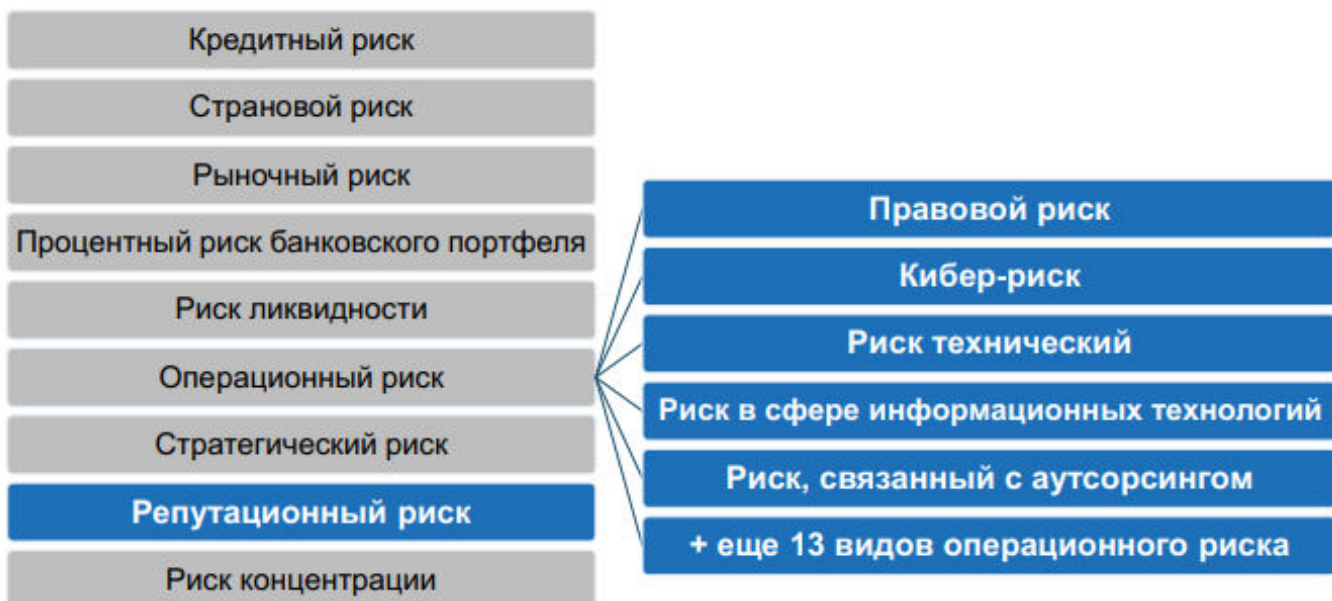 Кредитный риск
Страновой риск
Рыночный риск
Процентный риск банковского портфеля
Риск ликвидности
Операционный риск
Стратегический риск
Репутационный риск
Риск концентрации
Правовой риск
Кибер-риск
Риск технический
Риск в сфере информационных технологий
Риск, связанный с аутсорсингом
+ еще 13 видов операционного риска